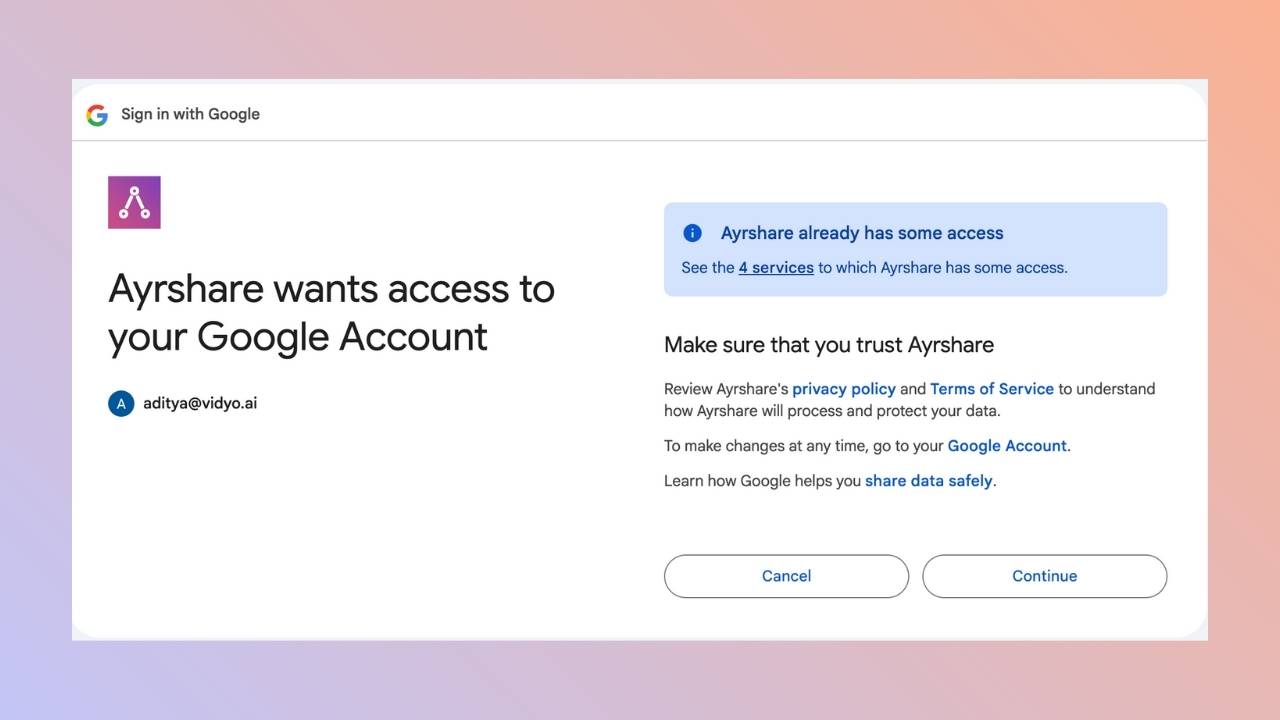 Sign in with Google
Ayrshare wants access to
your Google Account
A aditya@vidyo.ai
Ayrshare already has some access
See the 4 services to which Ayrshare has some access.
Make sure that you trust Ayrshare
Review Ayrshare's privacy policy and Terms of Service to understand
how Ayrshare will process and protect your data.
To make changes at any time, go to your Google Account.
Learn how Google helps you share data safely.
Cancel
Continue